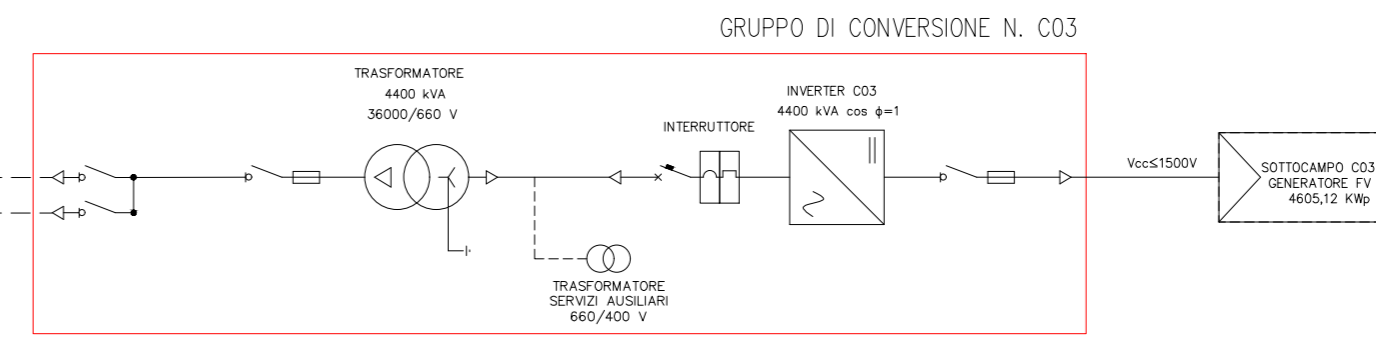 GRUPPO DI CONVERSIONE N. C03
TRASFORMATORE
4400 kVA
36000/660 V
INTERRUTTORE
INVERTER C03
4400 kVA cos ϕ=1
Vcc≤1500V
SOTTOCAMPO C03
GENERATORE FV
4605,12 KWp
TRASFORMATORE
SERVIZI AUSILIARI
660/400 V